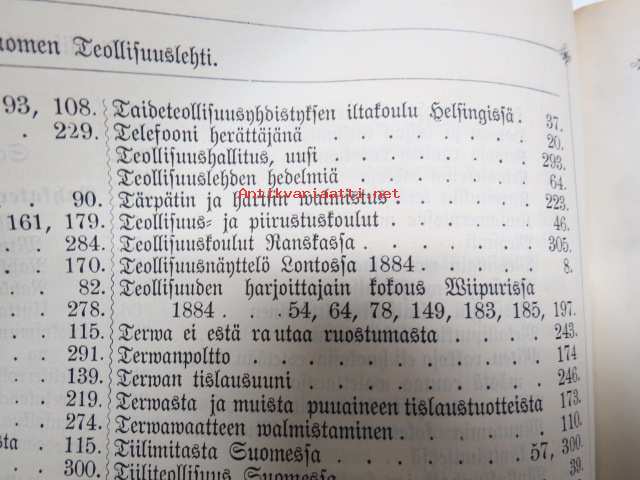 uomen Teollisuuslehti.
93, 108. Taideteollisuusyhdistyksen iltakoulu Helsingissä. 37.
. 229. Telefooni herättäjänä . . . . . . 20.
Teollisuushallitus, uusi . . . . . 293.
Teollisuuslehden hedelmiä . . . . 64.
90. Tärpätin ja hartsin walmistus . . . . 223.
Antikvariaatti.net
161, 179. Teollisuus- ja piirustuskoulut . . . . 46.
. . 284. Teollisuuskoulut Ranskassa . . . . . 305.
. . 170. Teollisuusnäyttelö Lontossa 1884 . . . . 8.
. . 82. Teollisuuden harjoittajain kokous Wiipurissa
. . 278. 1884 . . . 54, 64, 78, 149, 183, 185, 197.
. . 115. Terwa ei estä rautaa ruostumasta . . . 243.
. . 291. Terwanpoltto . . . . . . . . 174
. . 139. Terwan tislausuuni . . . . . . . 246.
. . 219. Terwasta ja muista puuaineen tislaustuotteista 173.
. . 274. Terwawaatteen walmistaminen . . . . . 110.
sta . 115. Tiilimitasta Suomessa . . . . . 57, 300.
. . 300. Tiiliteollisuus Suomessa . . . . . 39.